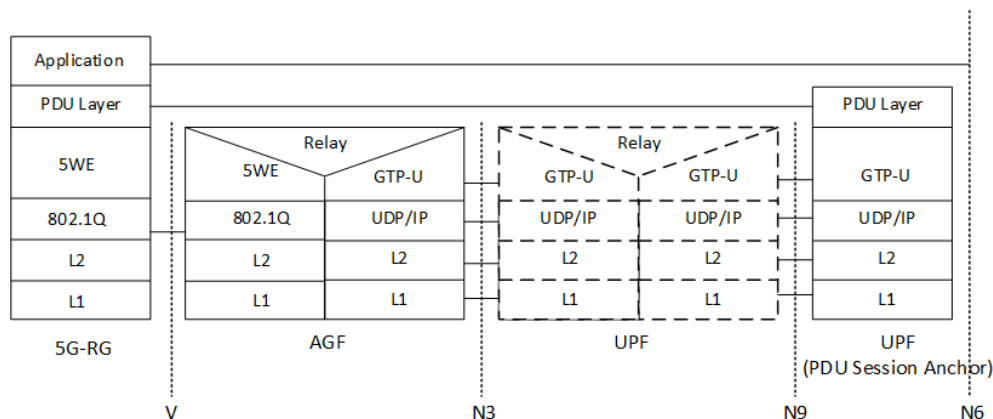 Application
PDU Layer
5WE
802.1Q
L2
L1
5G-RG
Relay
5WE
GTP-U
802.1Q
UDP/IP
L2
L2
L1
L1
AGF
Relay
GTP-U
GTP-U
UDP/IP
UDP/IP
L2
L2
L1
L1
UPF
PDU Layer
GTP-U
UDP/IP
L2
L1
UPF
(PDU Session Anchor)
V
N3
N9
N6